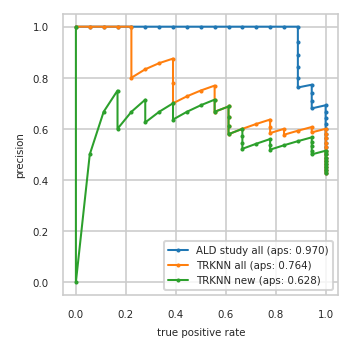 1.0
0.8
0.6
0.4
0.2
0.0
precision
0.0 0.2 0.4 0.6 0.8 1.0
true positive rate
ALD study all (aps: 0.970)
TRKNN all (aps: 0.764)
TRKNN new (aps: 0.628)